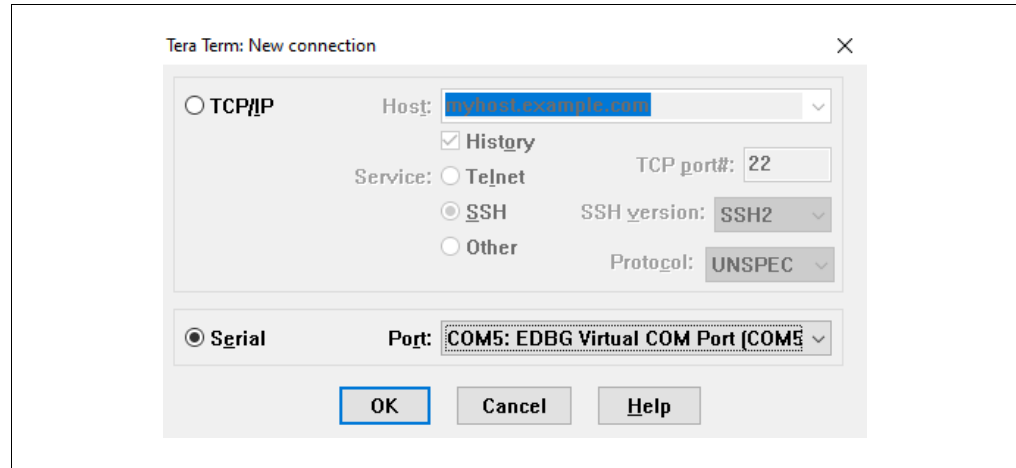 Tera Term: New connection
TCP/IP Host: myhost.example.com
History
Service: Telnet TCP port#: 22
SSH SSH version: SSH2
Other Protocol: UNSPEC
Serial Port: COM5: EDBG Virtual COM Port (COM5
OK Cancel Help